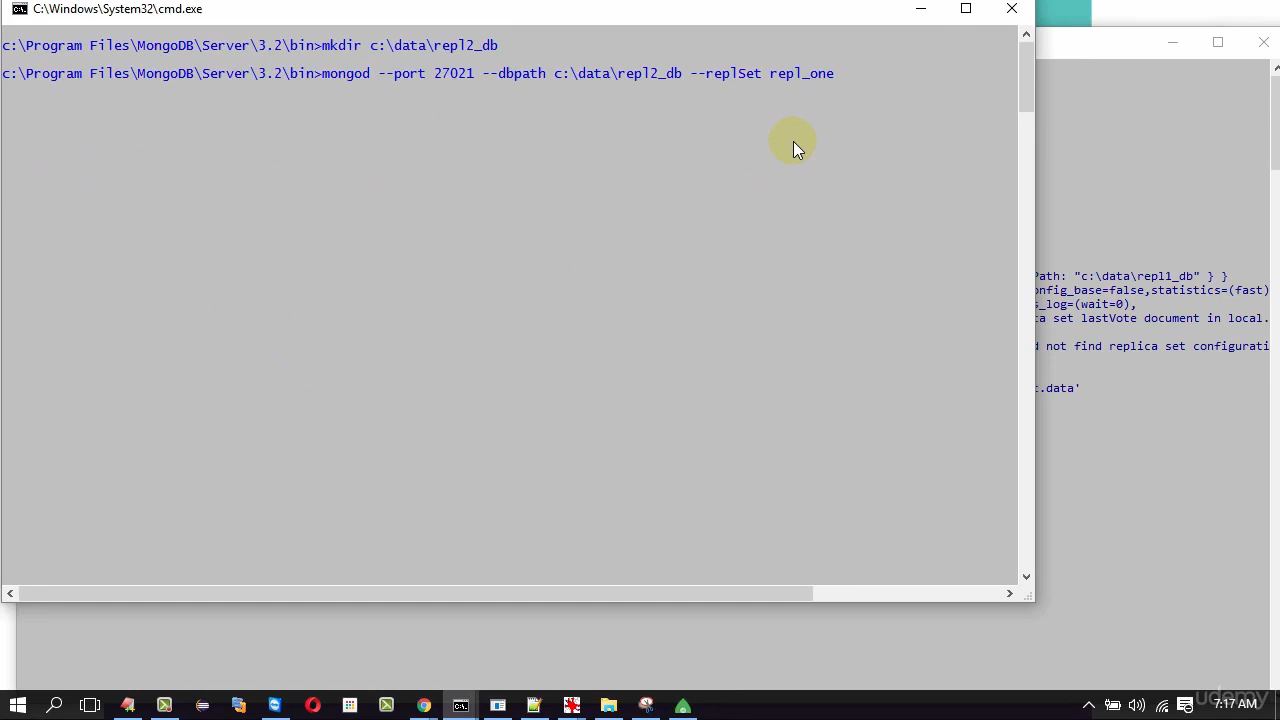 C:\Windows\System32\cmd.exe
c:\Program Files\MongoDB\Server\3.2\bin>mkdir c:\data\repl2_db
c:\Program Files\MongoDB\Server\3.2\bin>mongod --port 27021 --dbpath c:\data\repl2_db --replSet repl_one
Path: "c:\data\repl1_db" } }
onfig_base=false,statistics=(fast)
s_log=(wait=0),
ca set lastVote document in local.
d not find replica set configurati
c.data'
udemy
7:17 AM